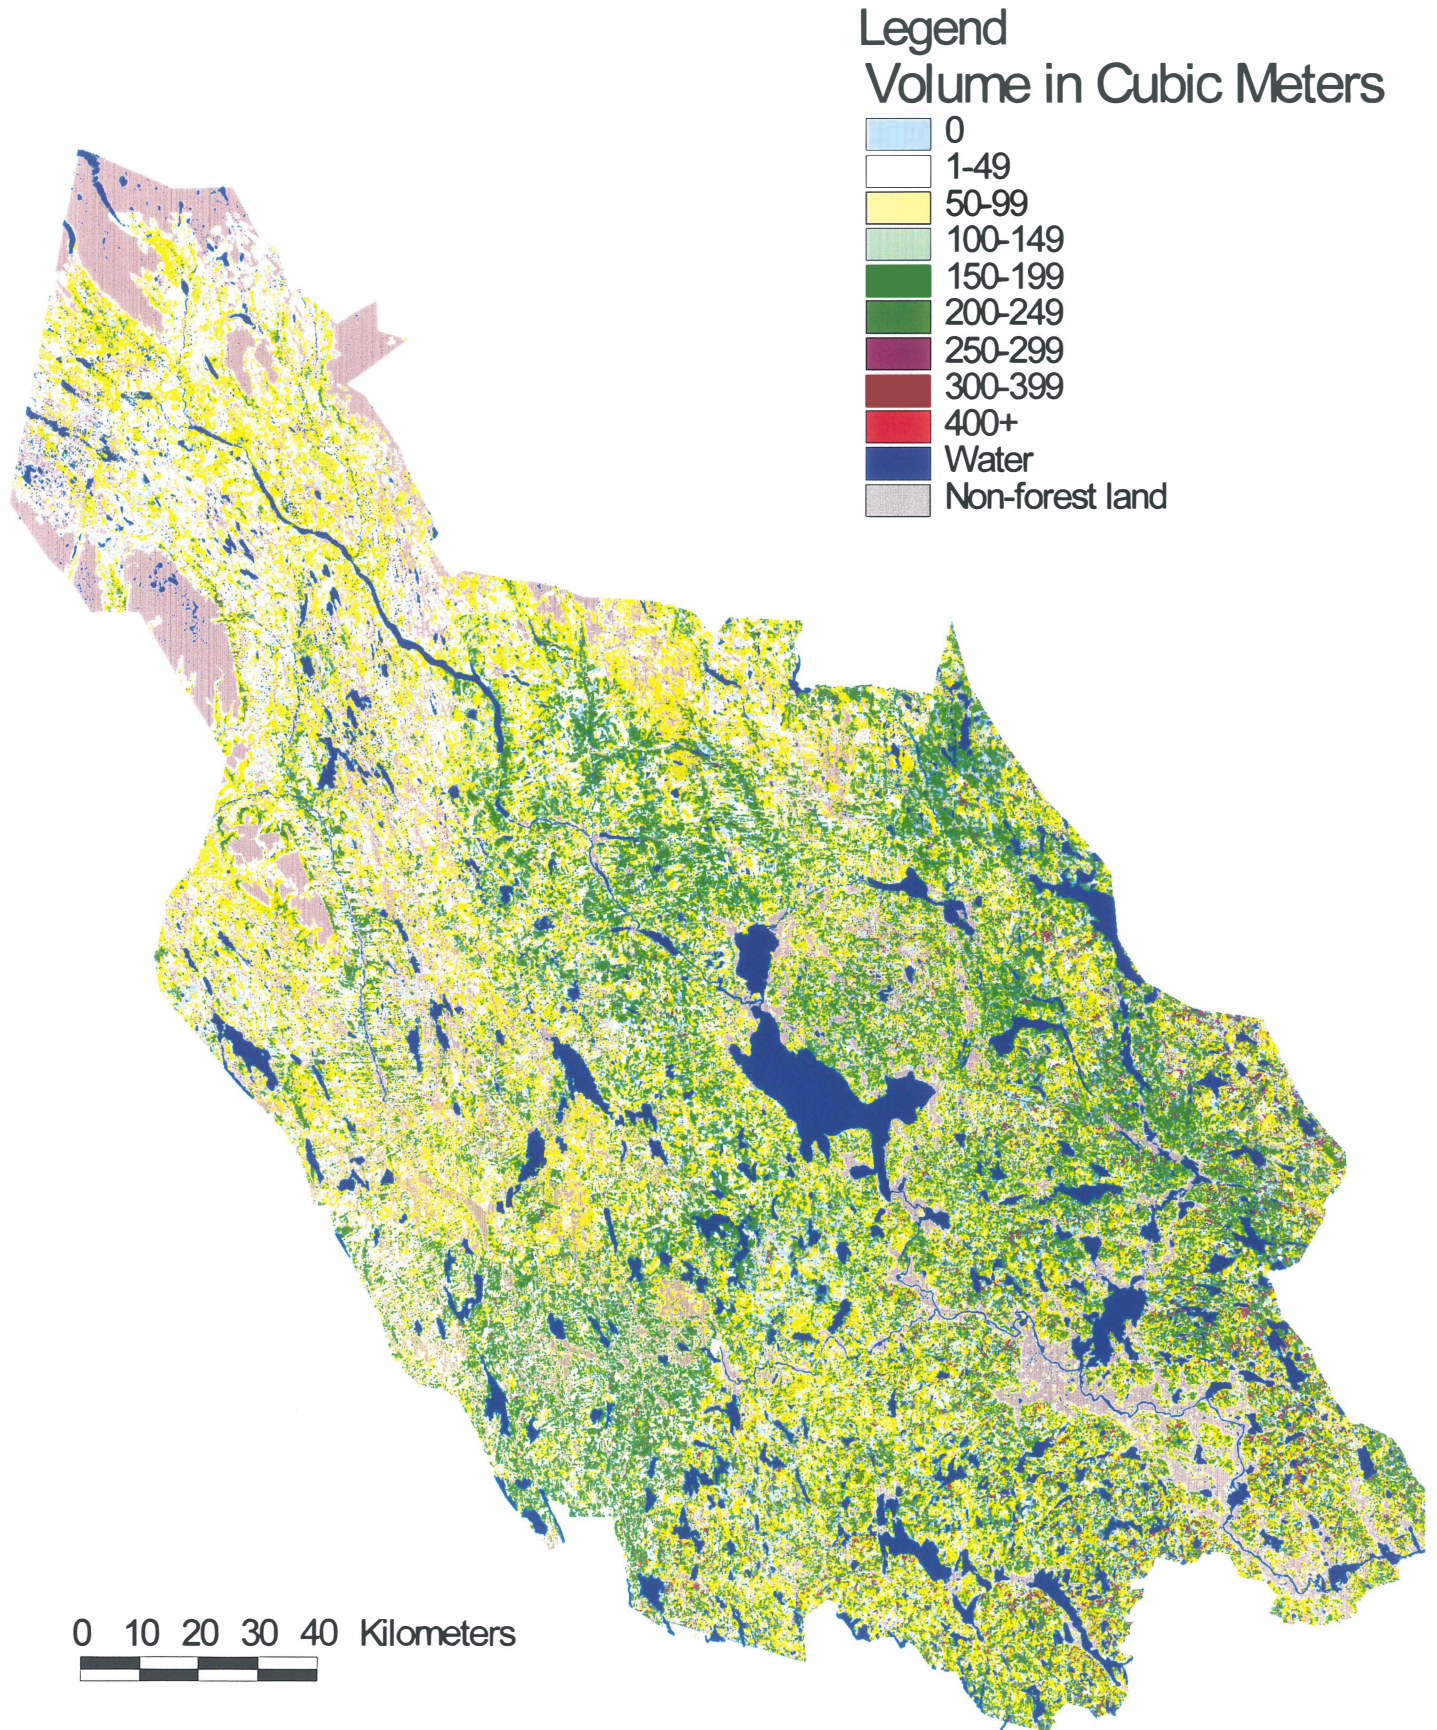 Legend
Volume in Cubic Meters
0
1-49
50-99
100-149
150-199
200-249
250-299
300-399
400+
Water
Non-forest land
0 10 20 30 40 Kilometers